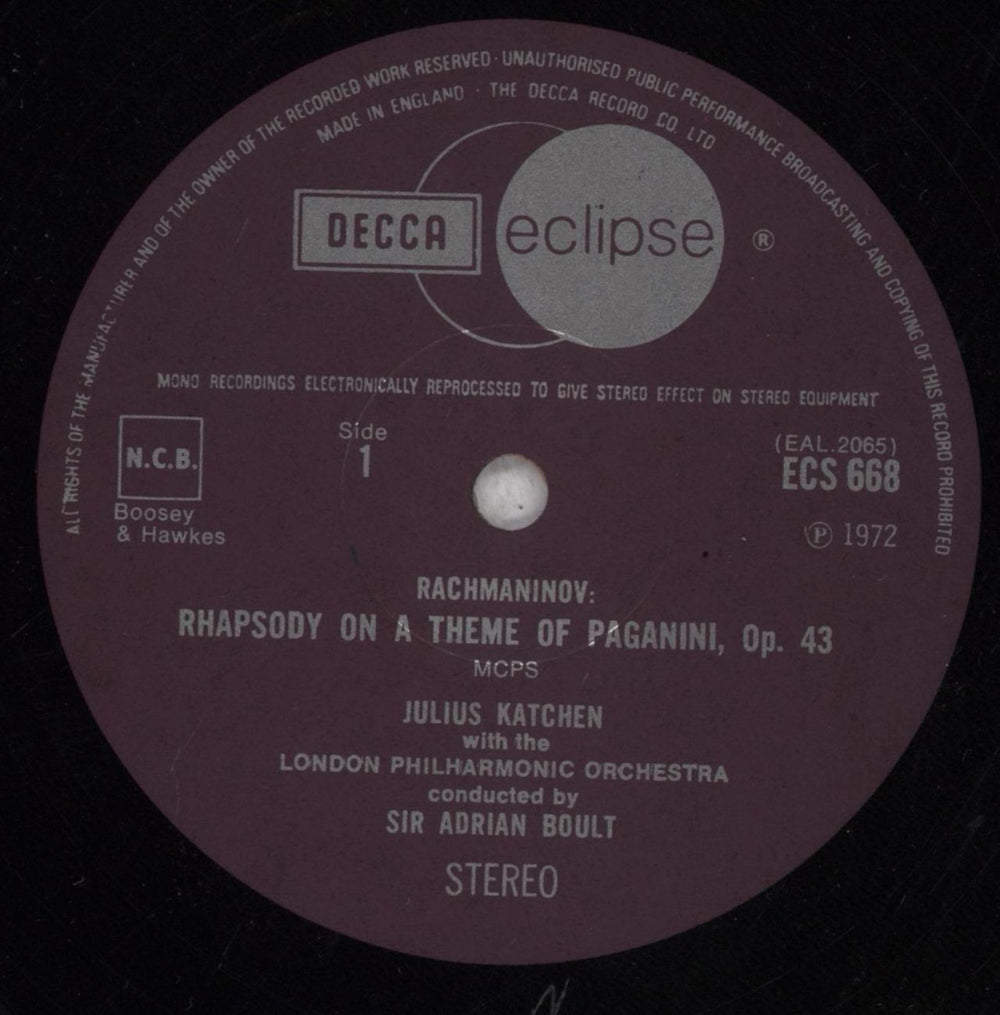 ALL RIGHTS OF THE MANUFACTURER AND OF THE OWNER OF THE RECORDED WORK RESERVED · UNAUTHORISED PUBLIC PERFORMANCE BROADCASTING AND COPYING OF THIS RECORD PROHIBITED
MADE IN ENGLAND · THE DECCA RECORD CO. LTD
DECCA eclipse ®
MONO RECORDINGS ELECTRONICALLY REPROCESSED TO GIVE STEREO EFFECT ON STEREO EQUIPMENT
N.C.B.
Boosey
& Hawkes
Side
1
(EAL.2065)
ECS 668
Ⓟ 1972
RACHMANINOV:
RHAPSODY ON A THEME OF PAGANINI, Op. 43
MCPS
JULIUS KATCHEN
with the
LONDON PHILHARMONIC ORCHESTRA
conducted by
SIR ADRIAN BOULT
STEREO